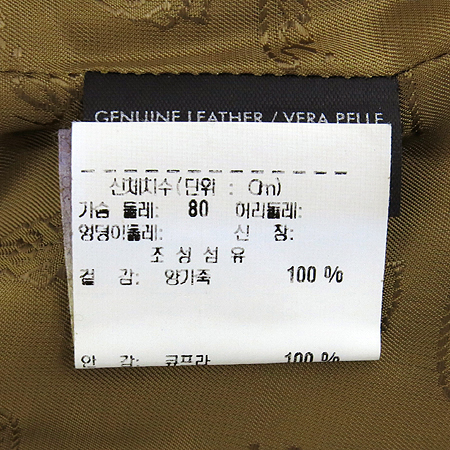 GENUINE LEATHER / VERA PELLE
신체치수(단위 : Cm)
가슴 둘레: 80 허리둘레:
엉덩이둘레: 신 장:
조 성 섬 유
겉 감: 양가죽 100 %
안 감: 큐프라 100 %